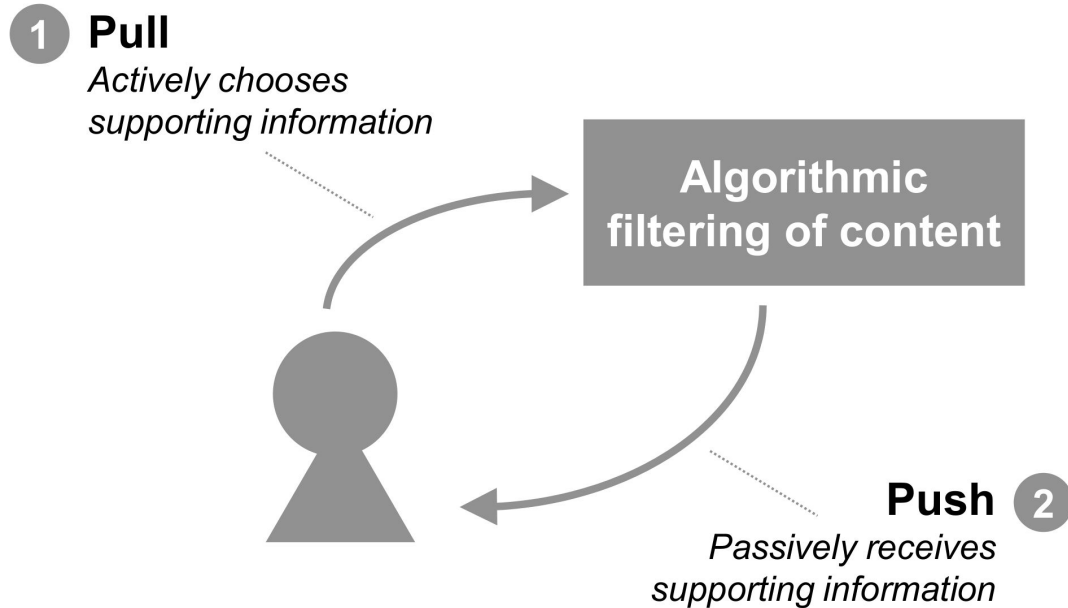 1 Pull
Actively chooses
supporting information
Algorithmic
filtering of content
Push 2
Passively receives
supporting information